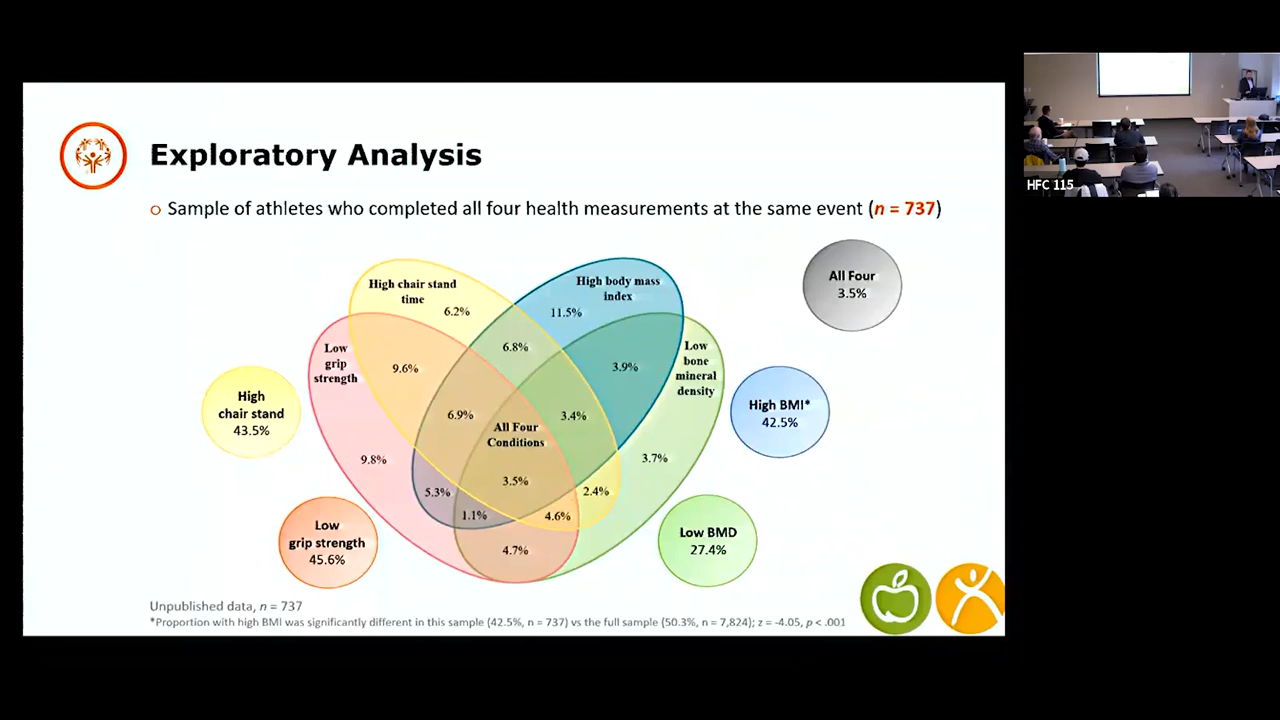 Exploratory Analysis
○ Sample of athletes who completed all four health measurements at the same event (n = 737)
High chair stand
time
6.2%
High body mass
index
11.5%
All Four
3.5%
Low
grip
strength
9.6%
6.8%
3.9%
Low
bone
mineral
density
High
chair stand
43.5%
6.9%
3.4%
All Four
Conditions
3.5%
High BMI*
42.5%
9.8%
3.7%
5.3%
2.4%
1.1%
4.6%
4.7%
Low
grip strength
45.6%
Low BMD
27.4%
Unpublished data, n = 737
*Proportion with high BMI was significantly different in this sample (42.5%, n = 737) vs the full sample (50.3%, n = 7,824); z = -4.05, p < .001
HFC 115